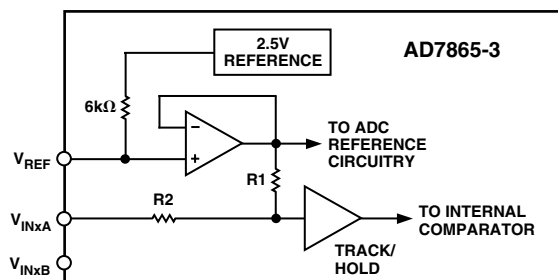 2.5V
REFERENCE
AD7865-3
6kΩ
−
+
TO ADC
REFERENCE
CIRCUITRY
VREF
R1
R2
VINxA
TO INTERNAL
COMPARATOR
TRACK/
HOLD
VINxB